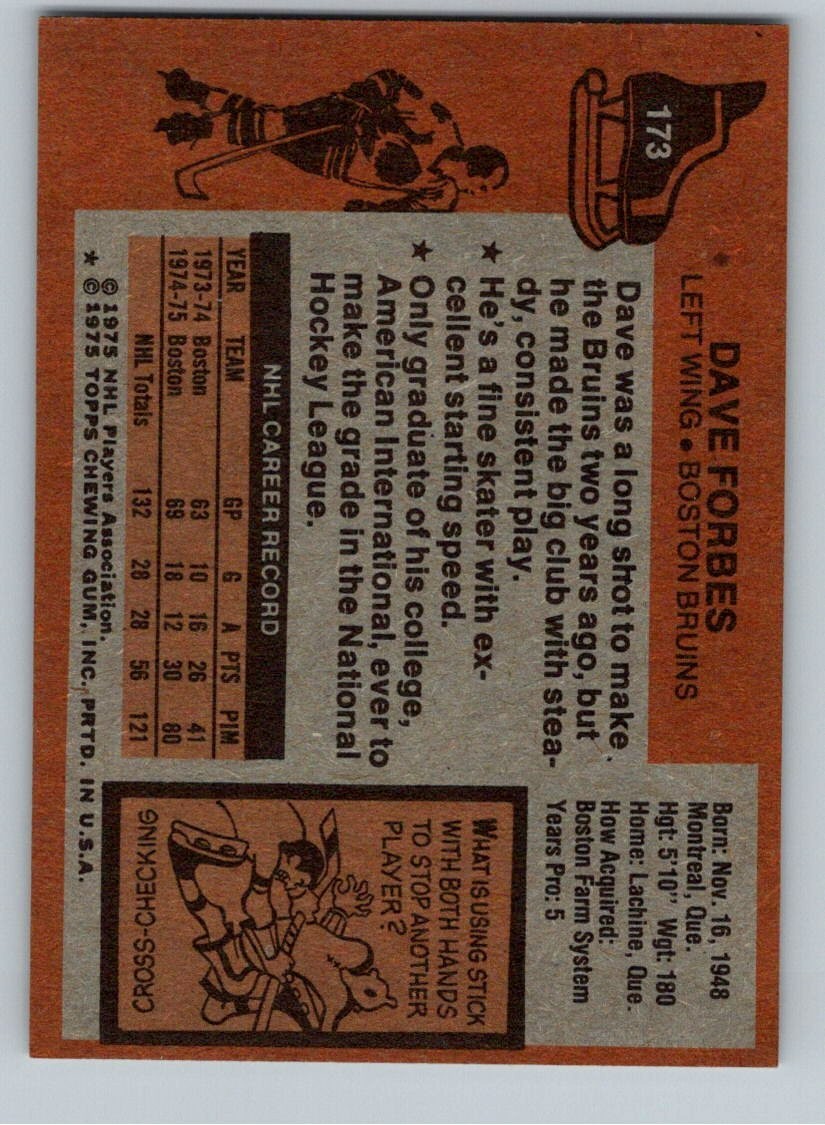 173
DAVE FORBES
LEFT WING • BOSTON BRUINS
Dave was a long shot to make
the Bruins two years ago, but
he made the big club with stea-
dy, consistent play.
★ He's a fine skater with ex-
cellent starting speed.
★ Only graduate of his college,
American International, ever to
make the grade in the National
Hockey League.
Born: Nov. 16, 1948
Montreal, Que.
Hgt: 5'10" Wgt: 180
Home: Lachine, Que.
How Acquired:
Boston Farm System
Years Pro: 5
NHL CAREER RECORD
YEAR TEAM GP G A PTS PIM
1973-74 Boston 63 10 16 26 41
1974-75 Boston 69 18 12 30 80
NHL Totals 132 28 28 56 121
WHAT IS USING STICK
WITH BOTH HANDS
TO STOP ANOTHER
PLAYER?
CROSS-CHECKING
© 1975 NHL Players Association.
★ © 1975 TOPPS CHEWING GUM, INC. PRTD. IN U.S.A.